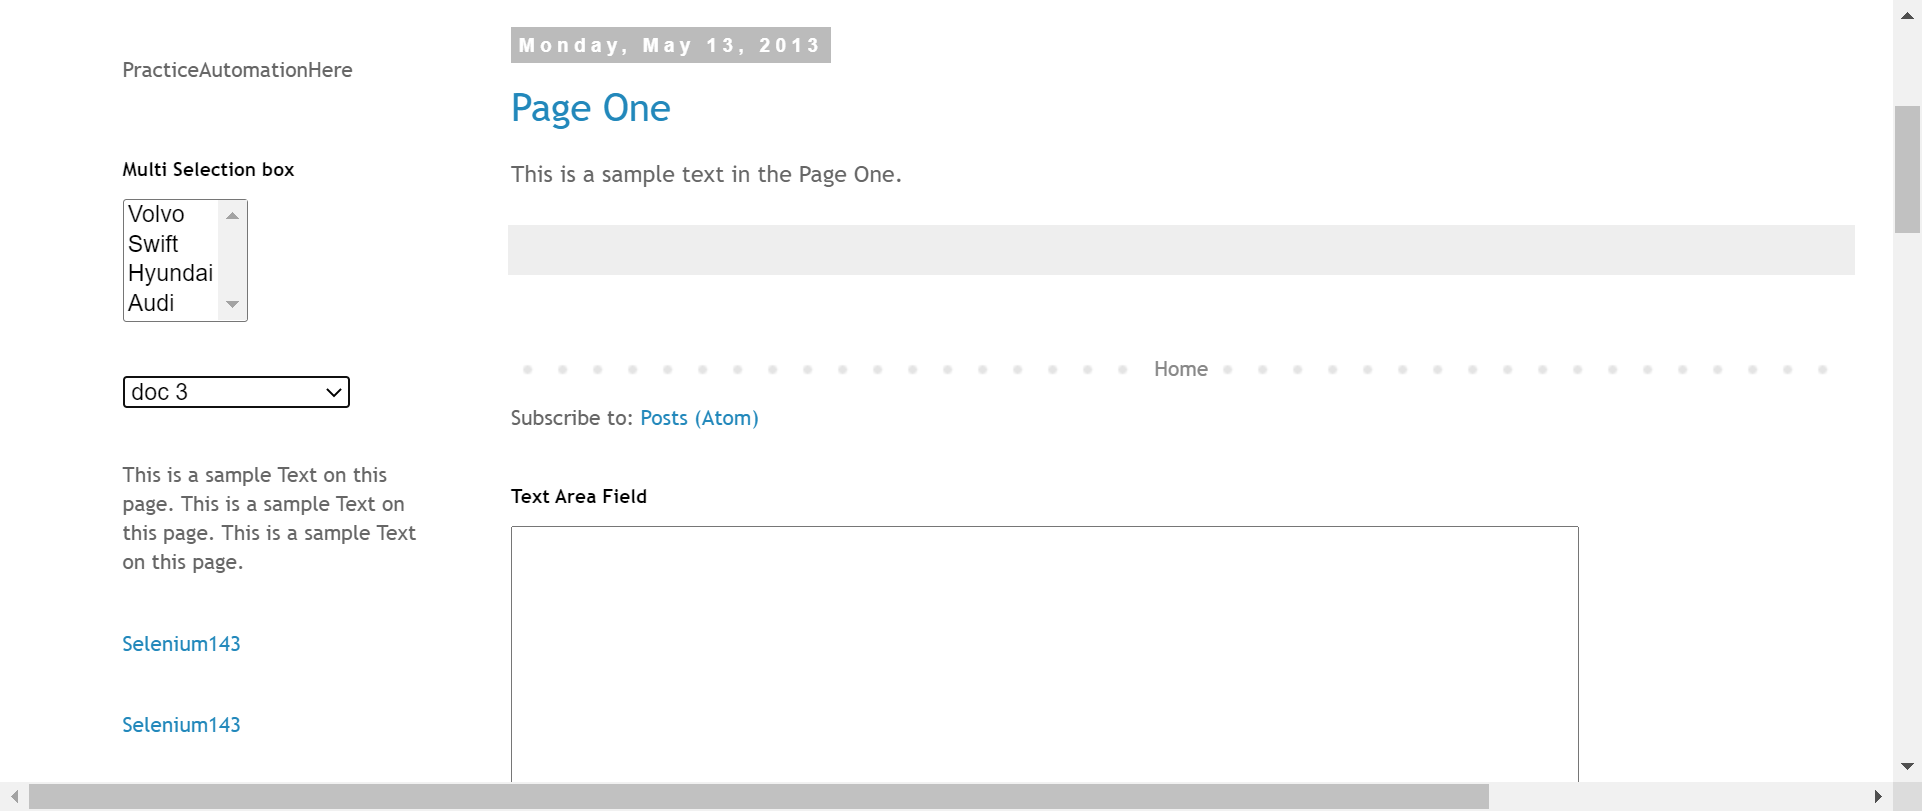 PracticeAutomationHere
Multi Selection box
Volvo
Swift
Hyundai
Audi
doc 3
This is a sample Text on this
page. This is a sample Text on
this page. This is a sample Text
on this page.
Selenium143
Selenium143
Monday, May 13, 2013
Page One
This is a sample text in the Page One.
Home
Subscribe to: Posts (Atom)
Text Area Field